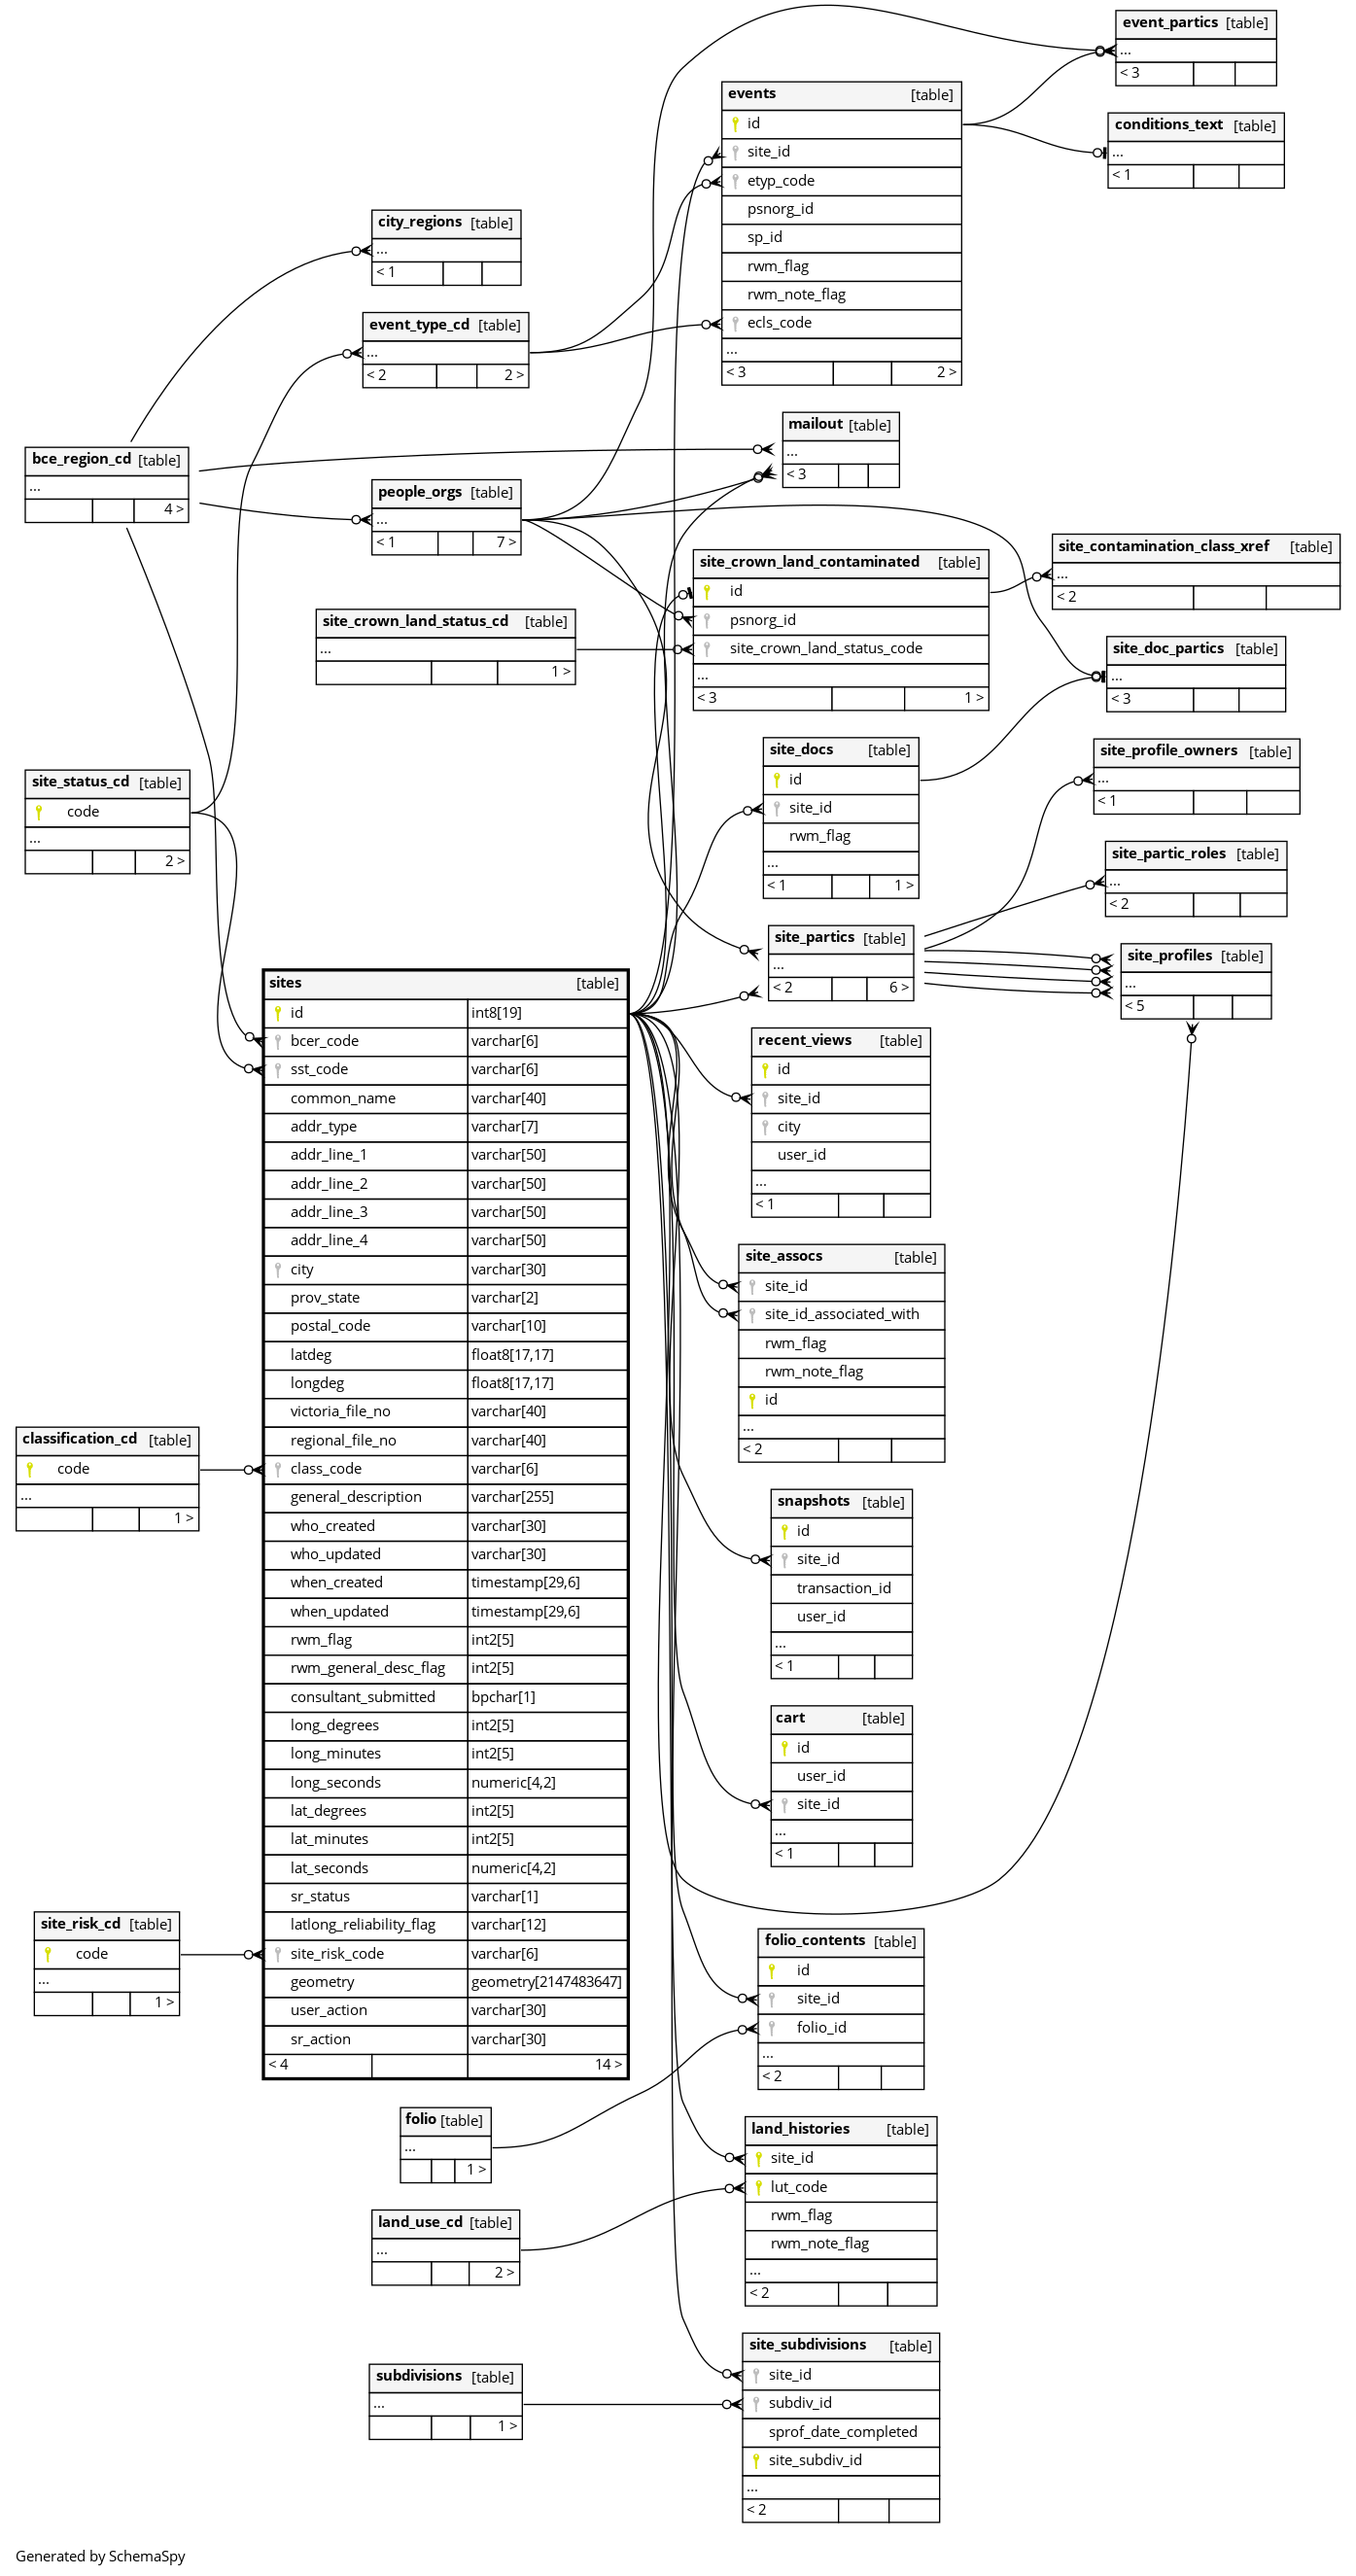 event_partics [table]
...
< 3
events [table]
id
site_id
etyp_code
psnorg_id
sp_id
rwm_flag
rwm_note_flag
ecls_code
...
< 3 2 >
conditions_text [table]
...
< 1
city_regions [table]
...
< 1
event_type_cd [table]
...
< 2 2 >
mailout [table]
...
< 3
bce_region_cd [table]
...
4 >
people_orgs [table]
...
< 1 7 >
site_crown_land_contaminated [table]
id
psnorg_id
site_crown_land_status_code
...
< 3 1 >
site_contamination_class_xref [table]
...
< 2
site_crown_land_status_cd [table]
...
1 >
site_doc_partics [table]
...
< 3
site_docs [table]
id
site_id
rwm_flag
...
< 1 1 >
site_profile_owners [table]
...
< 1
site_status_cd [table]
code
...
2 >
site_partic_roles [table]
...
< 2
site_partics [table]
...
< 2 6 >
site_profiles [table]
...
< 5
sites [table]
id int8[19]
bcer_code varchar[6]
sst_code varchar[6]
common_name varchar[40]
addr_type varchar[7]
addr_line_1 varchar[50]
addr_line_2 varchar[50]
addr_line_3 varchar[50]
addr_line_4 varchar[50]
city varchar[30]
prov_state varchar[2]
postal_code varchar[10]
latdeg float8[17,17]
longdeg float8[17,17]
victoria_file_no varchar[40]
regional_file_no varchar[40]
class_code varchar[6]
general_description varchar[255]
who_created varchar[30]
who_updated varchar[30]
when_created timestamp[29,6]
when_updated timestamp[29,6]
rwm_flag int2[5]
rwm_general_desc_flag int2[5]
consultant_submitted bpchar[1]
long_degrees int2[5]
long_minutes int2[5]
long_seconds numeric[4,2]
lat_degrees int2[5]
lat_minutes int2[5]
lat_seconds numeric[4,2]
sr_status varchar[1]
latlong_reliability_flag varchar[12]
site_risk_code varchar[6]
geometry geometry[2147483647]
user_action varchar[30]
sr_action varchar[30]
< 4 14 >
recent_views [table]
id
site_id
city
user_id
...
< 1
site_assocs [table]
site_id
site_id_associated_with
rwm_flag
rwm_note_flag
id
...
< 2
classification_cd [table]
code
...
1 >
snapshots [table]
id
site_id
transaction_id
user_id
...
< 1
cart [table]
id
user_id
site_id
...
< 1
site_risk_cd [table]
code
...
1 >
folio_contents [table]
id
site_id
folio_id
...
< 2
folio [table]
...
1 >
land_histories [table]
site_id
lut_code
rwm_flag
rwm_note_flag
...
< 2
land_use_cd [table]
...
2 >
site_subdivisions [table]
site_id
subdiv_id
sprof_date_completed
site_subdiv_id
...
< 2
subdivisions [table]
...
1 >
Generated by SchemaSpy